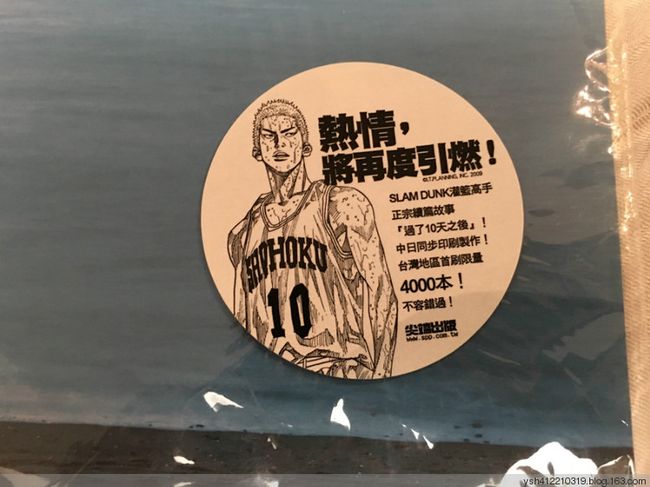 熱情，
將再度引燃！
©I.T.PLANNING, INC. 2009
SLAM DUNK灌籃高手
正宗續篇故事
『過了10天之後』！
中日同步印刷製作！
台灣地區首刷限量
4000本！
不容錯過！
尖端出版
www.spp.com.tw
SHOHOKU
10
ysh412210319.blog.163.com